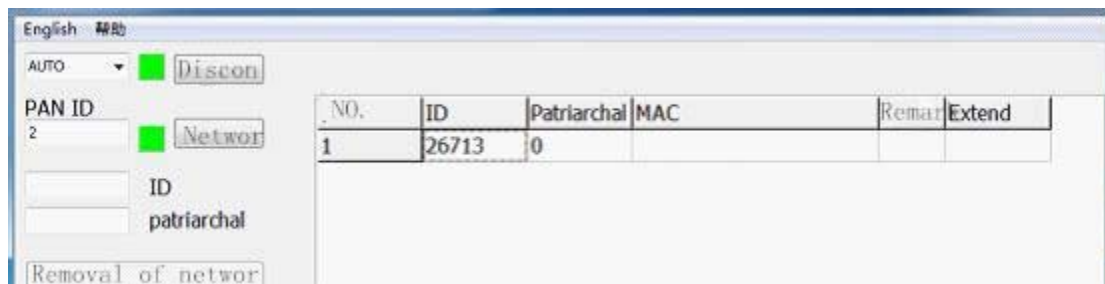 English 帮助
AUTO Discon
PAN ID
2 Networ
ID
patriarchal
Removal of networ
NO. ID Patriarchal MAC Remar Extend
1 26713 0